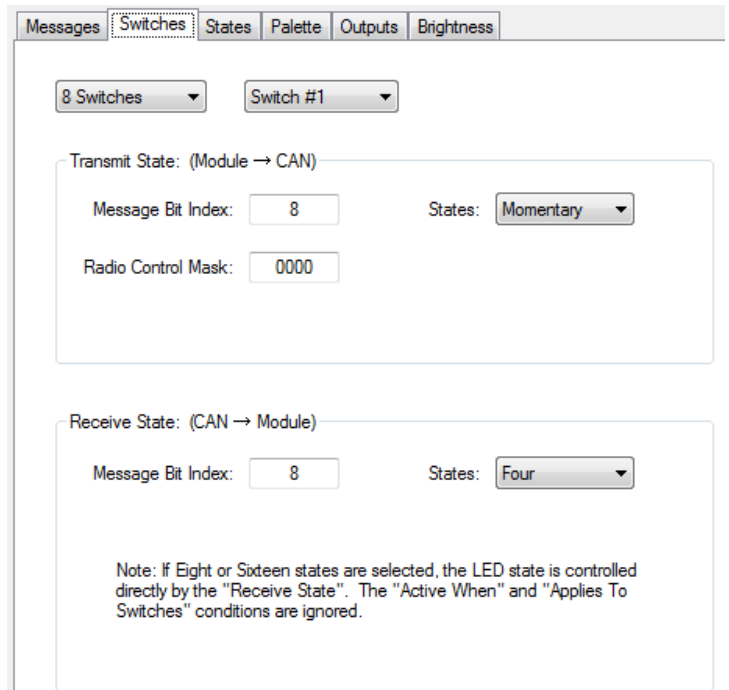 Messages Switches States Palette Outputs Brightness
8 Switches Switch #1
Transmit State: (Module → CAN)
Message Bit Index: 8 States: Momentary
Radio Control Mask: 0000
Receive State: (CAN → Module)
Message Bit Index: 8 States: Four
Note: If Eight or Sixteen states are selected, the LED state is controlled
directly by the "Receive State". The "Active When" and "Applies To
Switches" conditions are ignored.